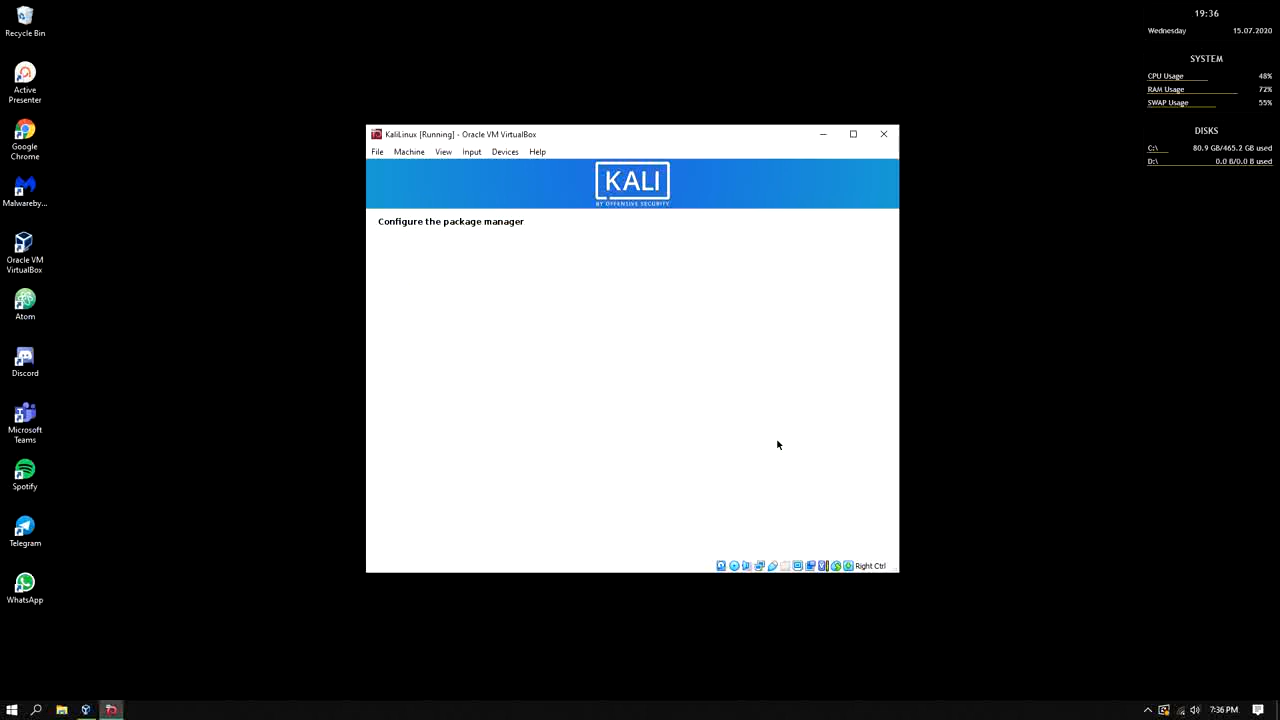 Recycle Bin
Active
Presenter
Google
Chrome
Malwareby...
Oracle VM
VirtualBox
Atom
Discord
Microsoft
Teams
Spotify
Telegram
WhatsApp
KaliLinux [Running] - Oracle VM VirtualBox
File Machine View Input Devices Help
KALI
BY OFFENSIVE SECURITY
Configure the package manager
Right Ctrl
19:36
Wednesday 15.07.2020
SYSTEM
CPU Usage 48%
RAM Usage 72%
SWAP Usage 55%
DISKS
C:\ 80.9 GB/465.2 GB used
D:\ 0.0 B/0.0 B used
7:36 PM